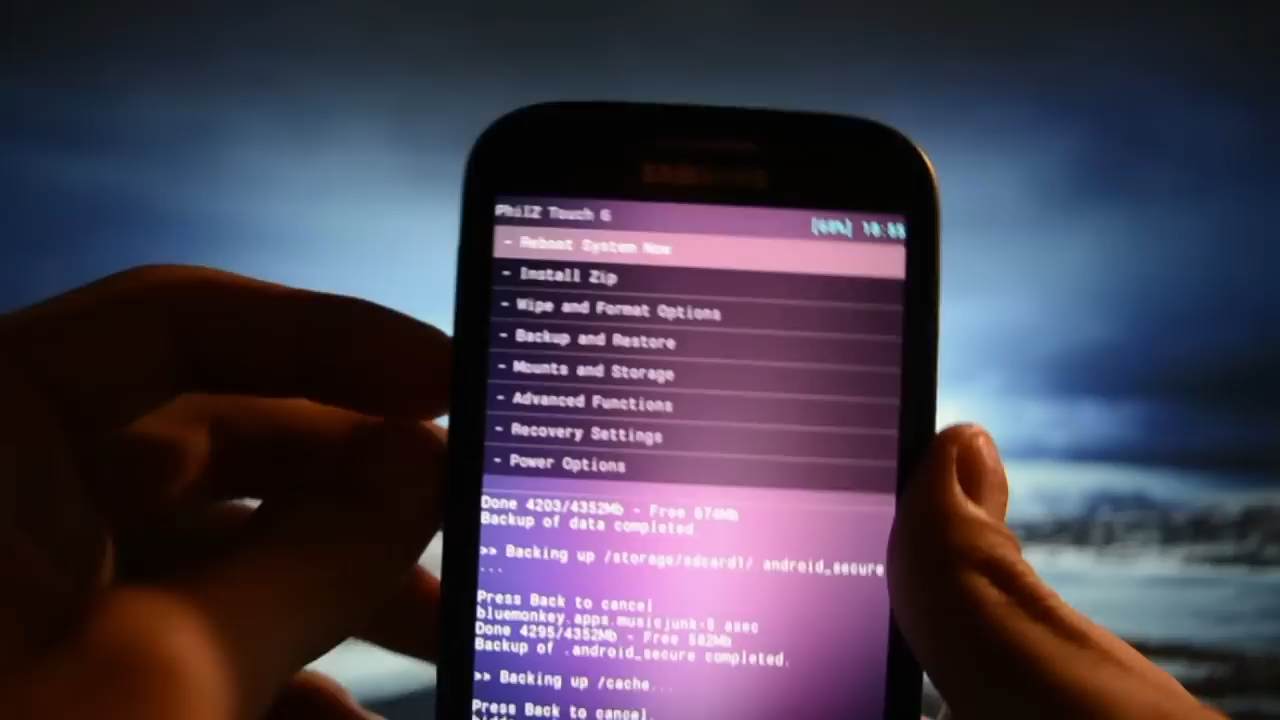 SAMSUNG
PhilZ Touch 6
- Reboot System Now
- Install Zip
- Wipe and Format Options
- Backup and Restore
- Mounts and Storage
- Advanced Functions
- Recovery Settings
- Power Options
Done 4203/4352Mb - Free 674Mb
Backup of data completed.
>> Backing up /storage/sdcard1/ android_secure
...
Press Back to cancel
bluemonkey.apps.musicjunk-8 asec
Done 4295/4352Mb - Free 582Mb
Backup of .android_secure completed.
>> Backing up /cache...
Press Back to cancel.